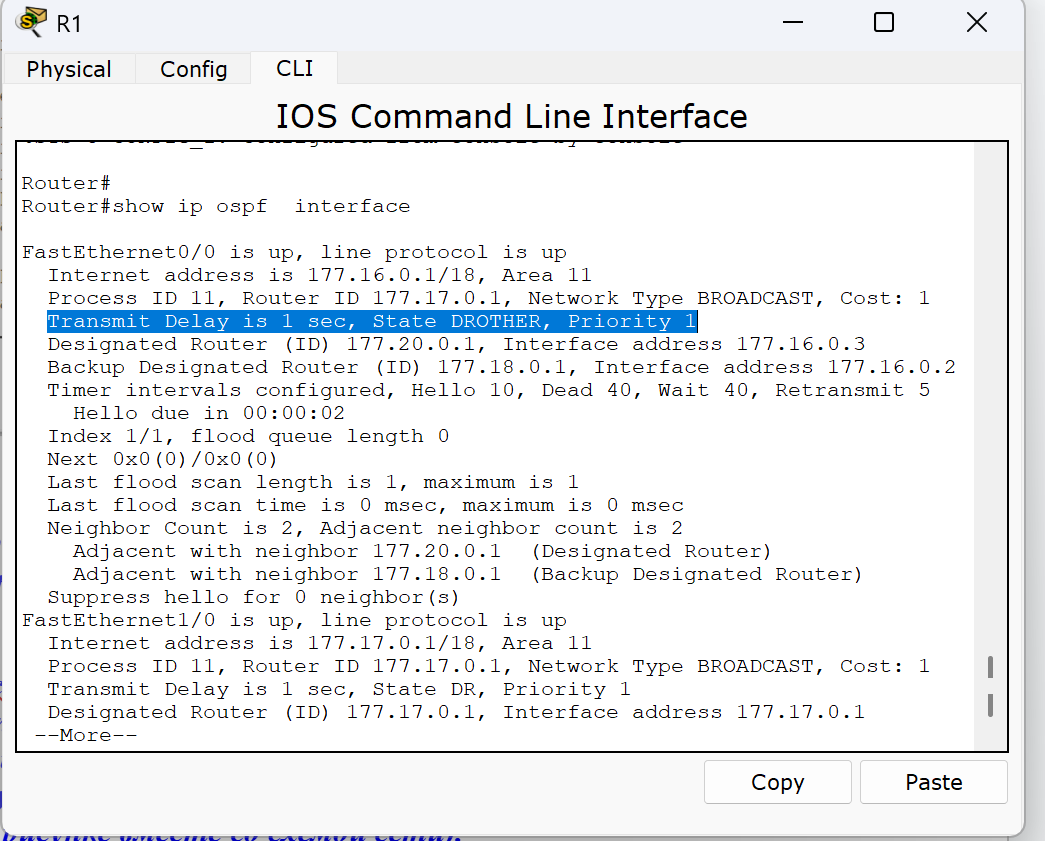 R1
Physical
Config
CLI
IOS Command Line Interface
Router#
Router#show ip ospf  interface
FastEthernet0/0 is up, line protocol is up
Internet address is 177.16.0.1/18, Area 11
Process ID 11, Router ID 177.17.0.1, Network Type BROADCAST, Cost: 1
Transmit Delay is 1 sec, State DROTHER, Priority 1
Designated Router (ID) 177.20.0.1, Interface address 177.16.0.3
Backup Designated Router (ID) 177.18.0.1, Interface address 177.16.0.2
Timer intervals configured, Hello 10, Dead 40, Wait 40, Retransmit 5
Hello due in 00:00:02
Index 1/1, flood queue length 0
Next 0x0(0)/0x0(0)
Last flood scan length is 1, maximum is 1
Last flood scan time is 0 msec, maximum is 0 msec
Neighbor Count is 2, Adjacent neighbor count is 2
Adjacent with neighbor 177.20.0.1  (Designated Router)
Adjacent with neighbor 177.18.0.1  (Backup Designated Router)
Suppress hello for 0 neighbor(s)
FastEthernet1/0 is up, line protocol is up
Internet address is 177.17.0.1/18, Area 11
Process ID 11, Router ID 177.17.0.1, Network Type BROADCAST, Cost: 1
Transmit Delay is 1 sec, State DR, Priority 1
Designated Router (ID) 177.17.0.1, Interface address 177.17.0.1
--More--
Copy
Paste